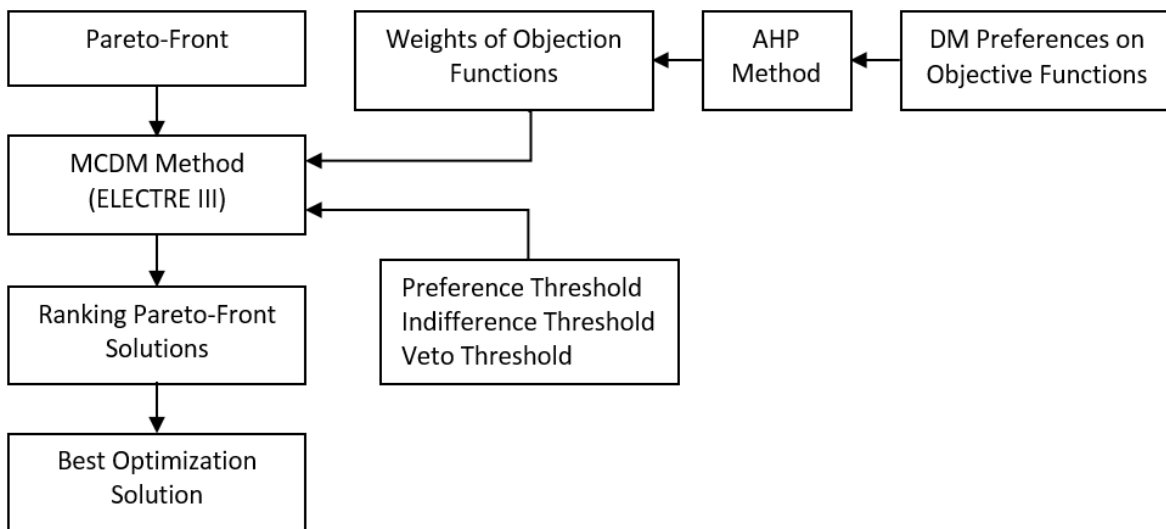 Pareto-Front
Weights of Objection
Functions
AHP
Method
DM Preferences on
Objective Functions
MCDM Method
(ELECTRE III)
Preference Threshold
Indifference Threshold
Veto Threshold
Ranking Pareto-Front
Solutions
Best Optimization
Solution